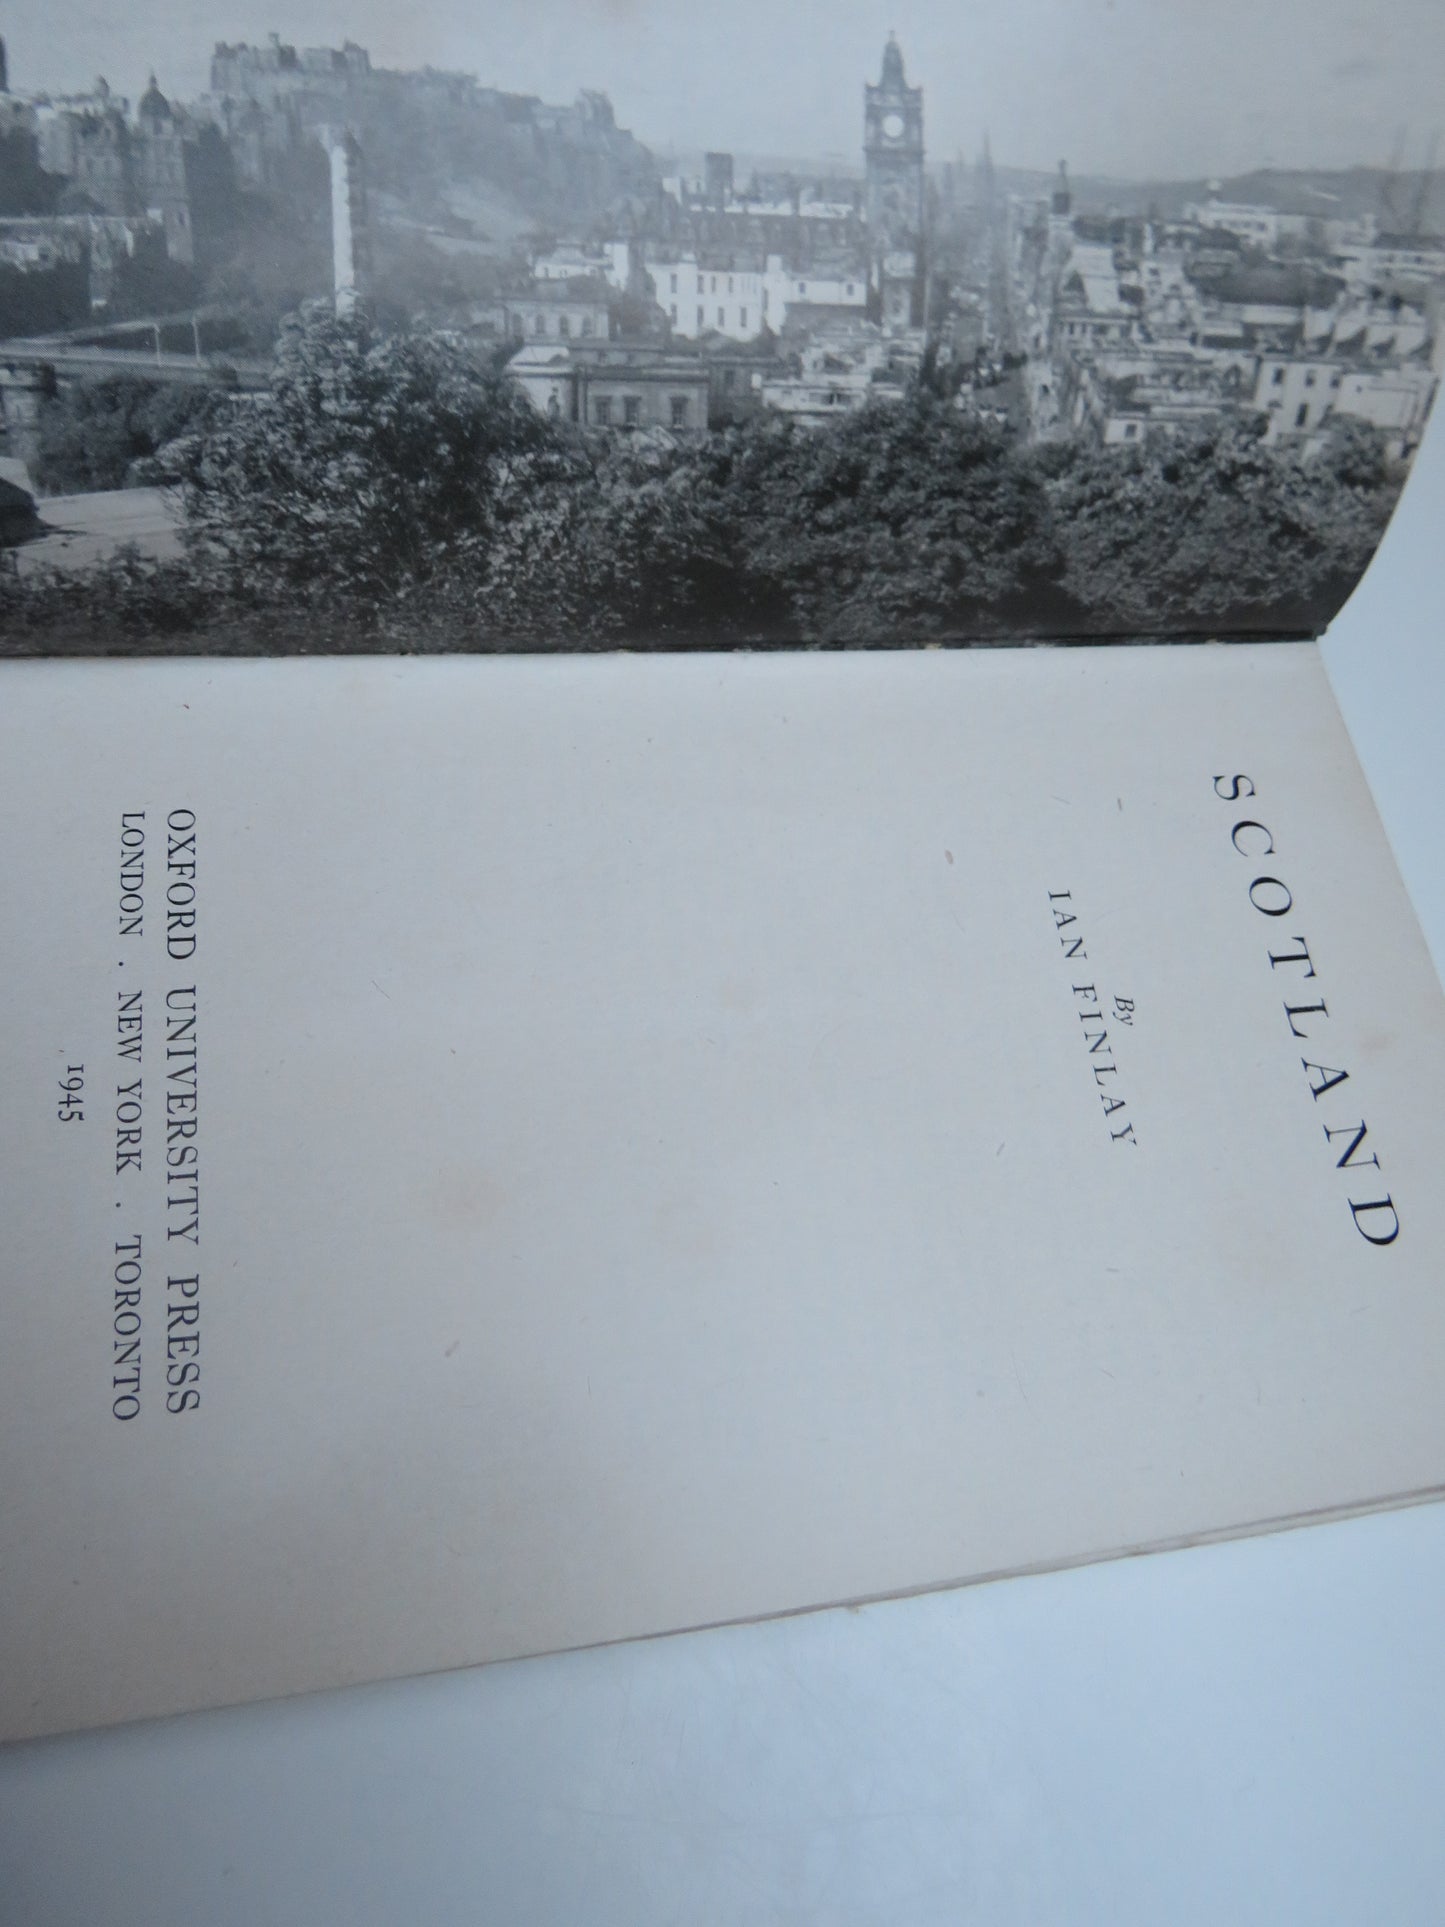 SCOTLAND
By
IAN FINLAY
OXFORD UNIVERSITY PRESS
LONDON . NEW YORK . TORONTO
1945